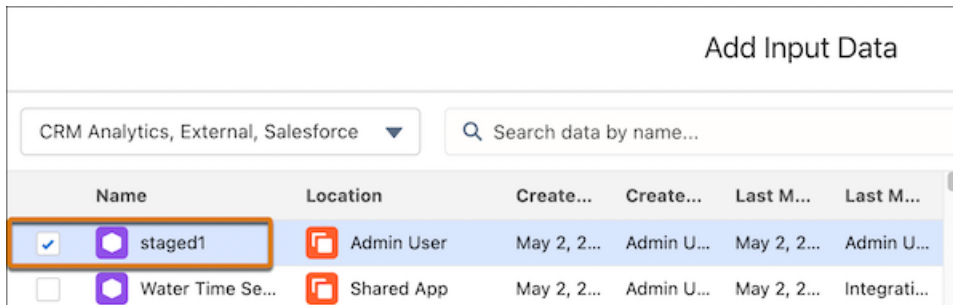 Add Input Data
CRM Analytics, External, Salesforce Search data by name...
Name Location Create... Create... Last M... Last M...
staged1 Admin User May 2, 2... Admin U... May 2, 2... Admin U...
Water Time Se... Shared App May 2, 2... Admin U... May 2, 2... Integrati...